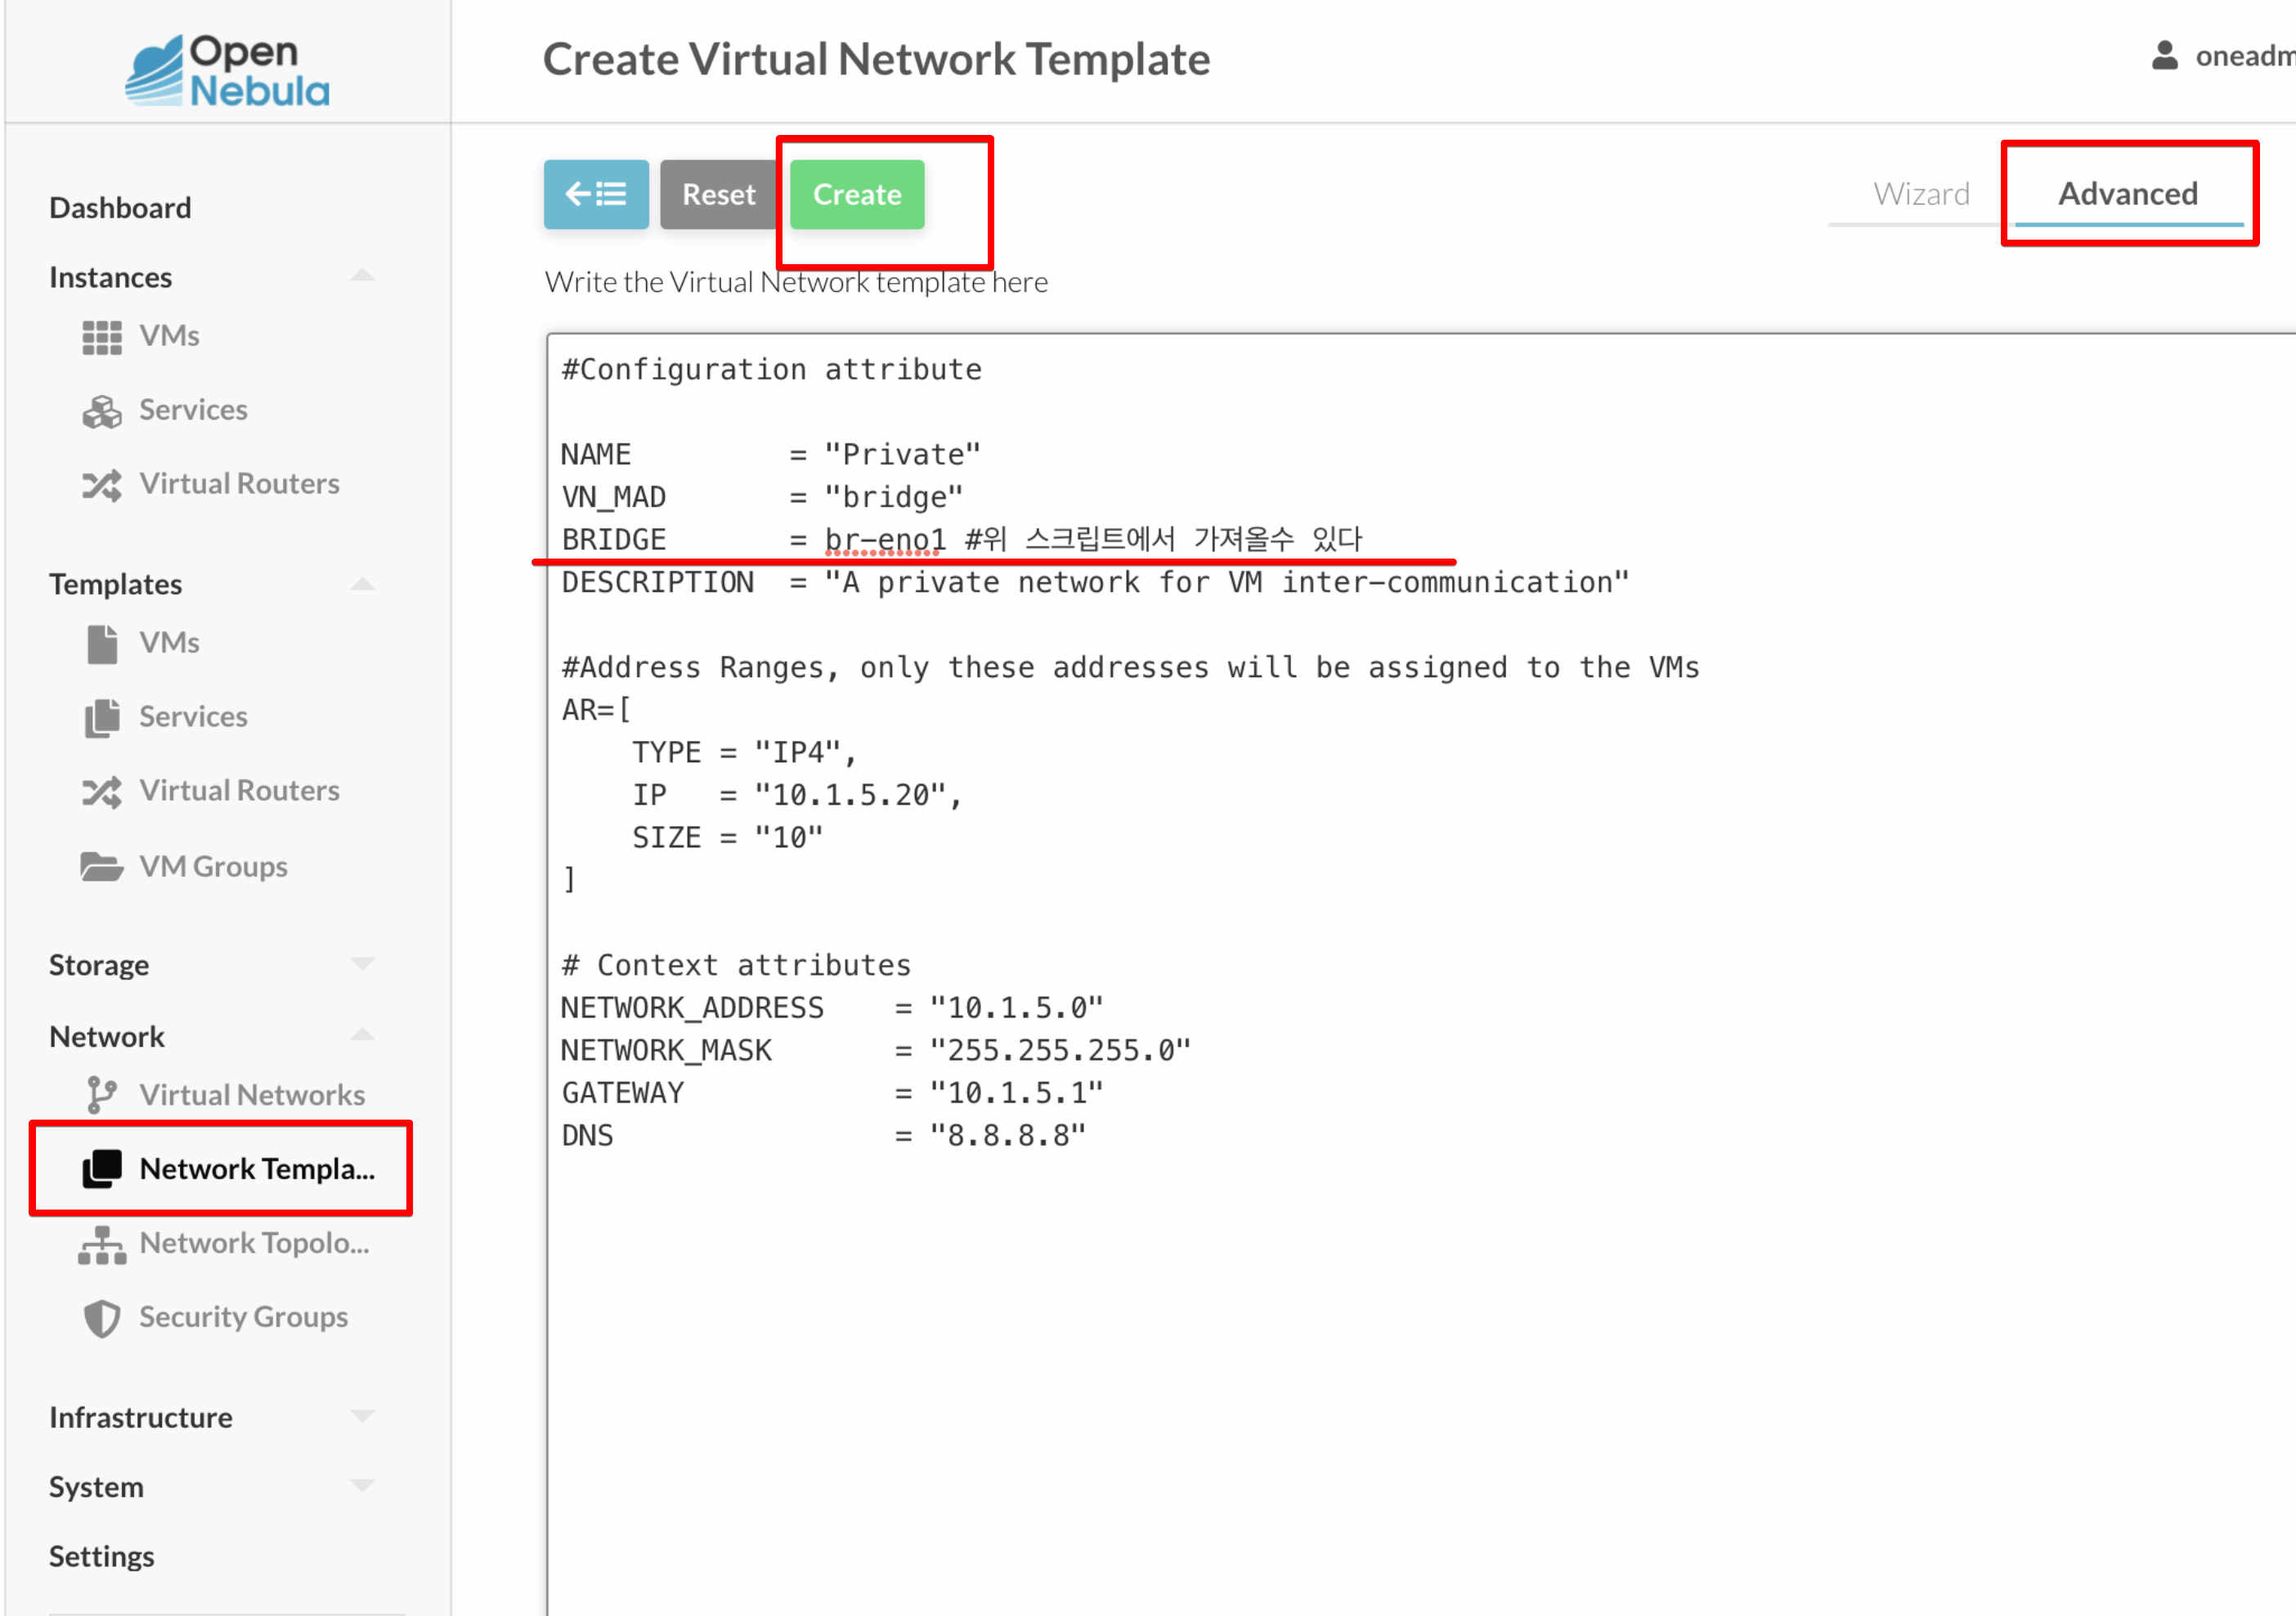 Open
Nebula
Create Virtual Network Template
oneadm
Dashboard
Instances
VMs
Services
Virtual Routers
Templates
VMs
Services
Virtual Routers
VM Groups
Storage
Network
Virtual Networks
Network Templa...
Network Topolo...
Security Groups
Infrastructure
System
Settings
Reset
Create
Wizard
Advanced
Write the Virtual Network template here
#Configuration attribute
NAME = "Private"
VN_MAD = "bridge"
BRIDGE = br-eno1 #위 스크립트에서 가져올수 있다
DESCRIPTION = "A private network for VM inter-communication"
#Address Ranges, only these addresses will be assigned to the VMs
AR=[
TYPE = "IP4",
IP = "10.1.5.20",
SIZE = "10"
]
# Context attributes
NETWORK_ADDRESS = "10.1.5.0"
NETWORK_MASK = "255.255.255.0"
GATEWAY = "10.1.5.1"
DNS = "8.8.8.8"